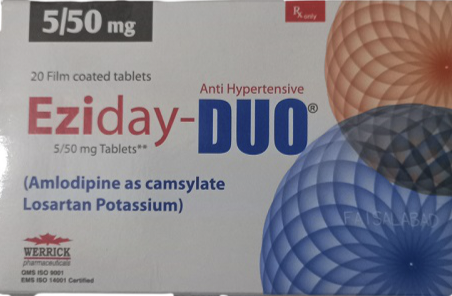 5/50 mg
Rx only
20 Film coated tablets
Anti Hypertensive
Eziday-DUO®
5/50 mg Tablets**
(Amlodipine as camsylate
Losartan Potassium)
FAISALABAD
WERRICK
pharmaceuticals
QMS ISO 9001
EMS ISO 14001 Certified